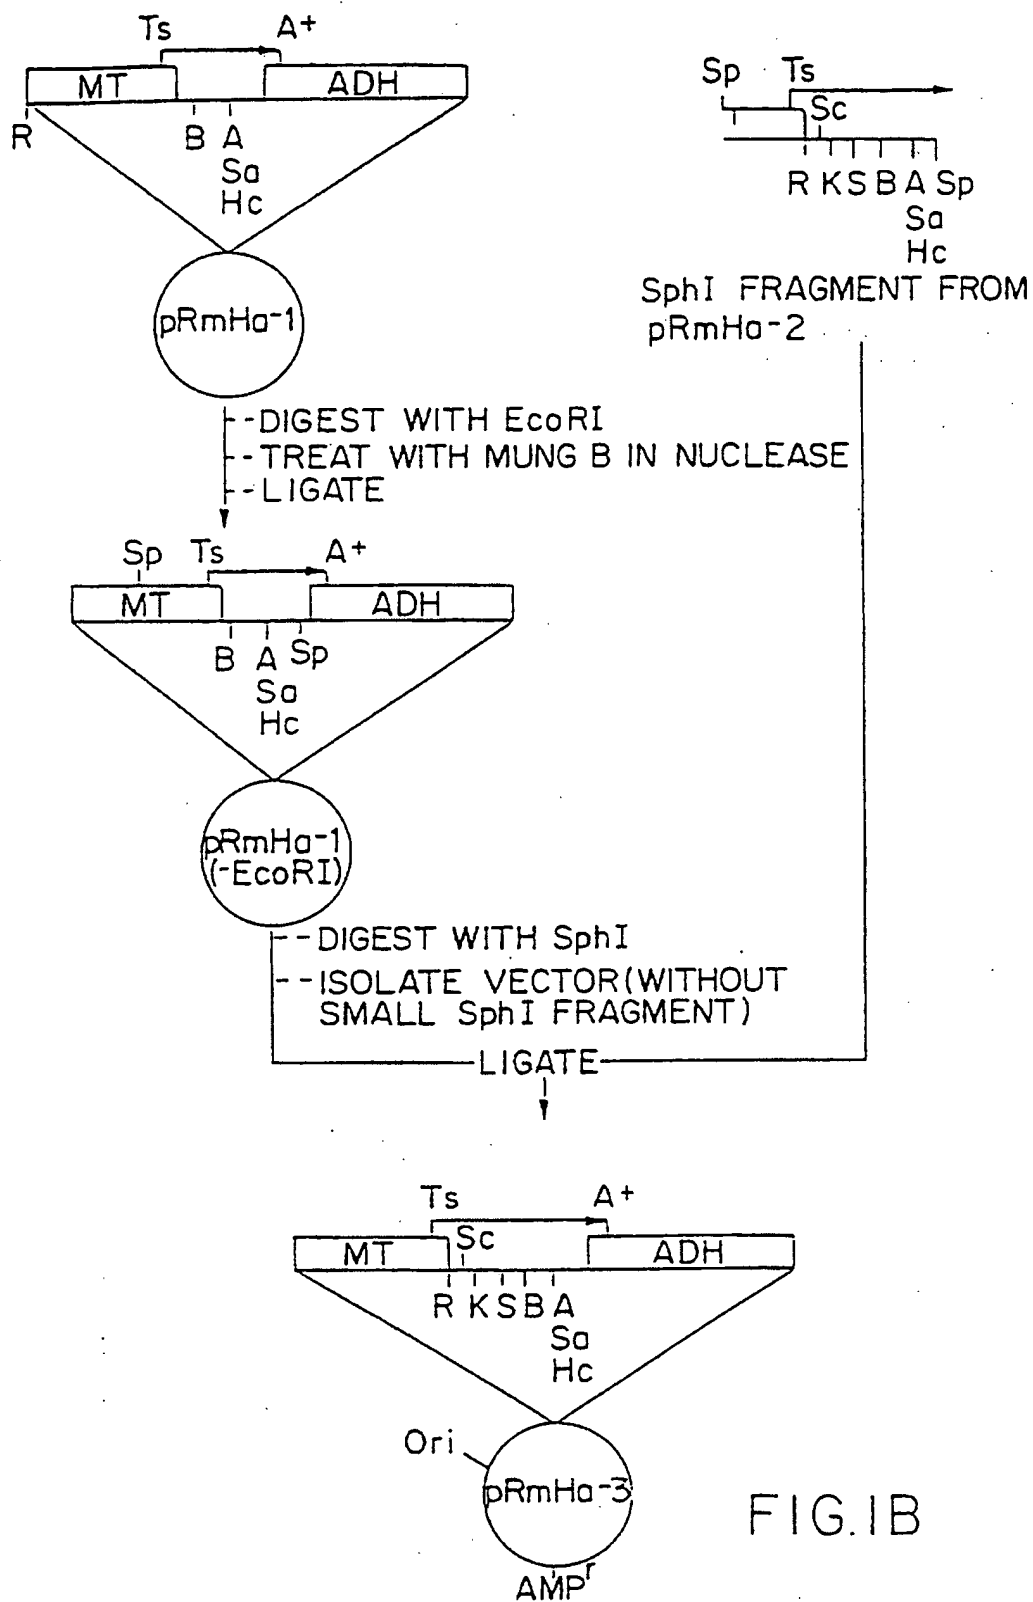 Ts A+
MT ADH
R B A
Sa
Hc
pRmHa-1
Sp Ts
Sc
R K S B A Sp
Sa
Hc
SphI FRAGMENT FROM
pRmHa-2
--DIGEST WITH EcoRI
--TREAT WITH MUNG B IN NUCLEASE
--LIGATE
Sp Ts A+
MT ADH
B A Sp
Sa
Hc
pRmHa-1
(-EcoRI)
--DIGEST WITH SphI
--ISOLATE VECTOR(WITHOUT
SMALL SphI FRAGMENT)
LIGATE
Ts A+
Sc
MT ADH
R K S B A
Sa
Hc
Ori
pRmHa-3
AMPr
FIG.1B